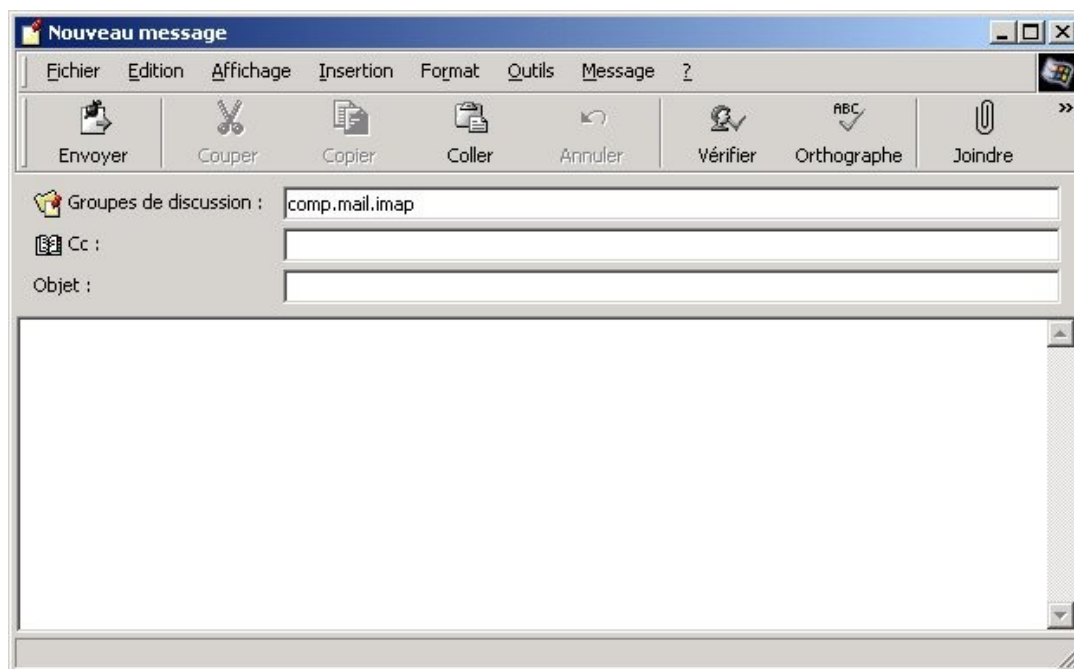 Nouveau message
Fichier Edition Affichage Insertion Format Outils Message ?
ABC
Envoyer Couper Copier Coller Annuler Vérifier Orthographe Joindre
Groupes de discussion : comp.mail.imap
Cc :
Objet :